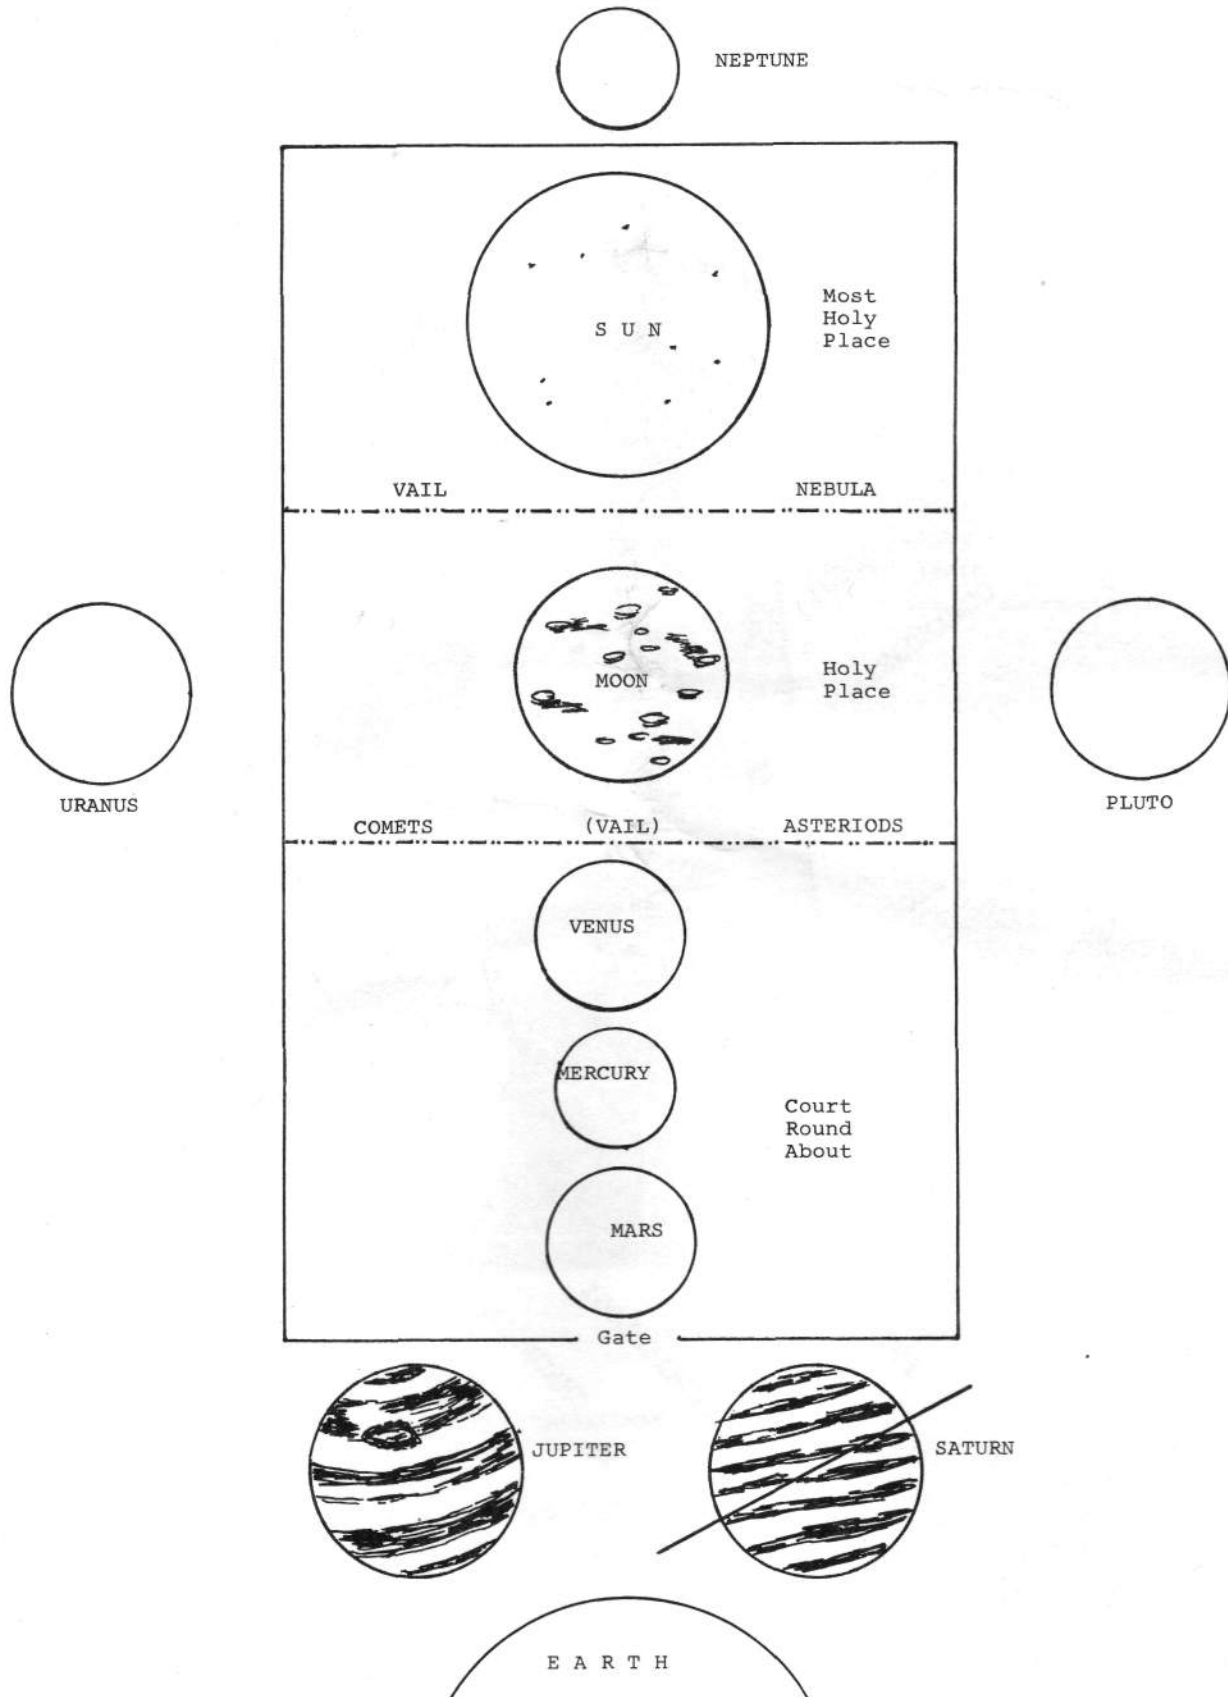 NEPTUNE
Most
Holy
Place
S U N
VAIL NEBULA
MOON
Holy
Place
URANUS
PLUTO
COMETS (VAIL) ASTERIODS
VENUS
MERCURY
Court
Round
About
MARS
Gate
JUPITER
SATURN
E A R T H